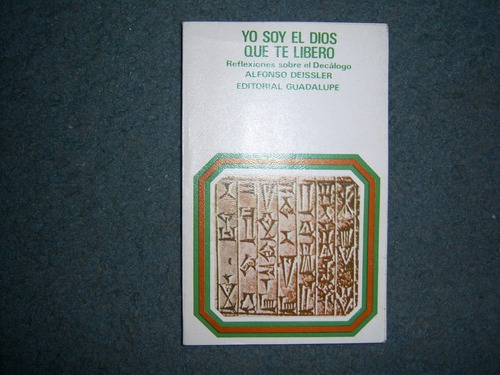 YO SOY EL DIOS
QUE TE LIBERO
Reflexiones sobre el Decálogo
ALFONSO DEISSLER
EDITORIAL GUADALUPE